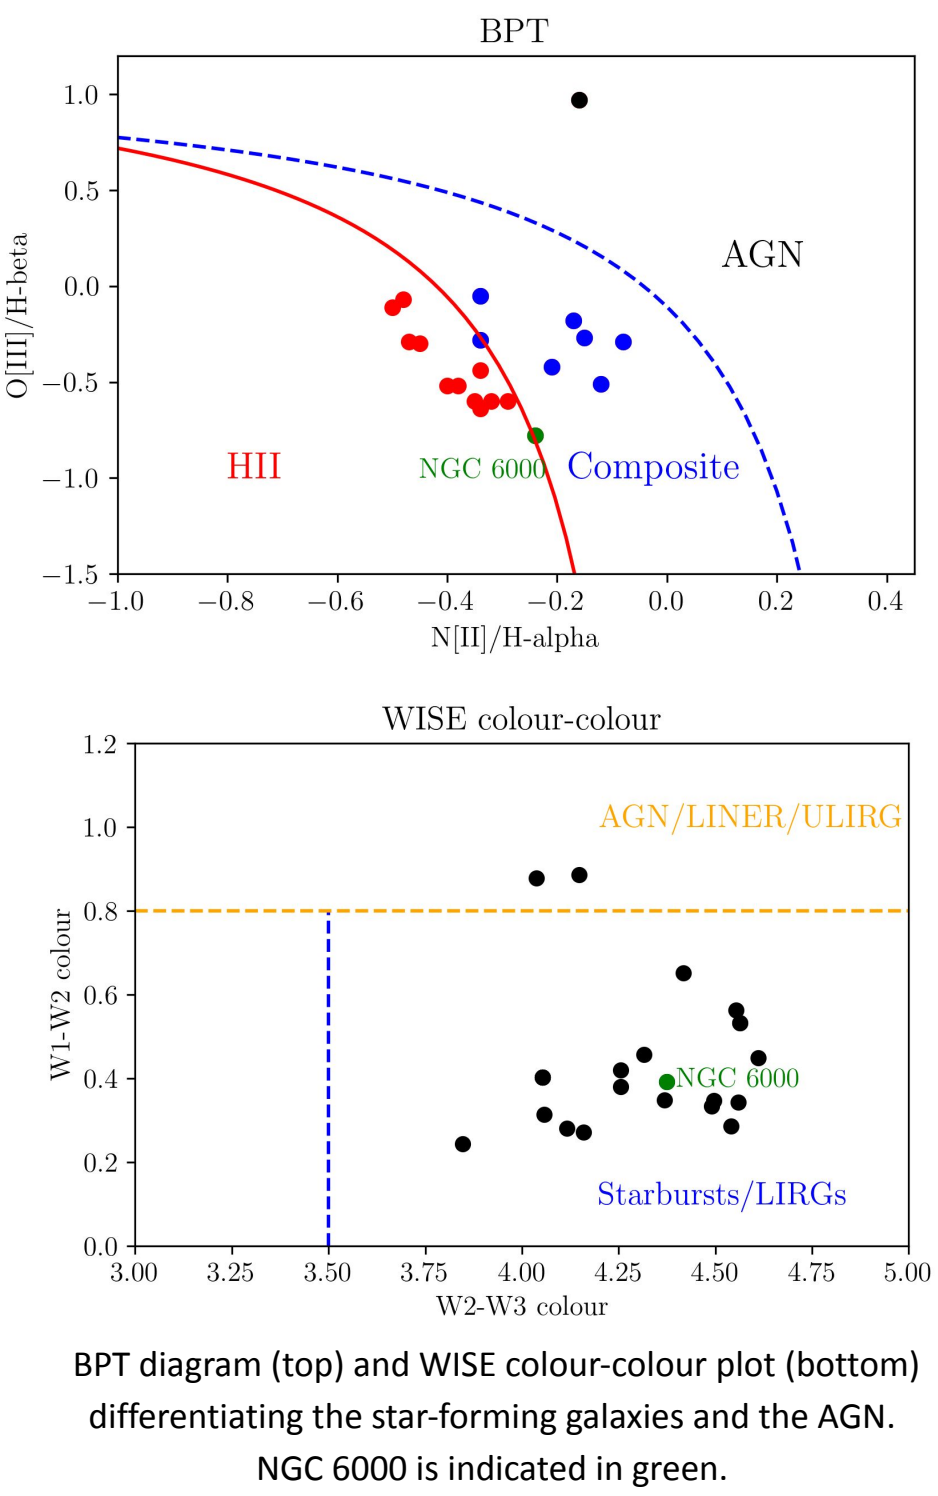 BPT
1.0
0.5
0.0
−0.5
−1.0
−1.5
O[III]/H-beta
AGN
HII
NGC 6000
Composite
−1.0 −0.8 −0.6 −0.4 −0.2 0.0 0.2 0.4
N[II]/H-alpha
WISE colour-colour
1.2
1.0
0.8
0.6
0.4
0.2
0.0
W1-W2 colour
AGN/LINER/ULIRG
NGC 6000
Starbursts/LIRGs
3.00 3.25 3.50 3.75 4.00 4.25 4.50 4.75 5.00
W2-W3 colour
BPT diagram (top) and WISE colour-colour plot (bottom)
differentiating the star-forming galaxies and the AGN.
NGC 6000 is indicated in green.